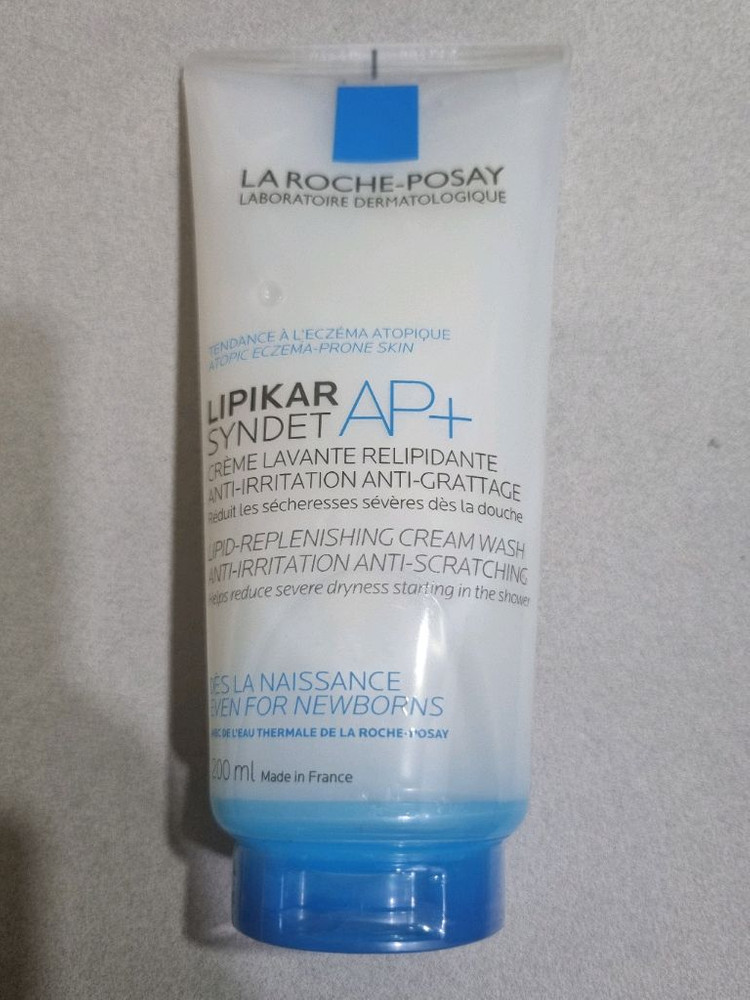 LA ROCHE-POSAY
LABORATOIRE DERMATOLOGIQUE
TENDANCE À L'ECZÉMA ATOPIQUE
ATOPIC ECZEMA-PRONE SKIN
LIPIKAR
SYNDET AP+
CRÈME LAVANTE RELIPIDANTE
ANTI-IRRITATION ANTI-GRATTAGE
Réduit les sécheresses sévères dès la douche
LIPID-REPLENISHING CREAM WASH
ANTI-IRRITATION ANTI-SCRATCHING
Helps reduce severe dryness starting in the shower
DÈS LA NAISSANCE
EVEN FOR NEWBORNS
AVEC DE L'EAU THERMALE DE LA ROCHE-POSAY
200 ml Made in France